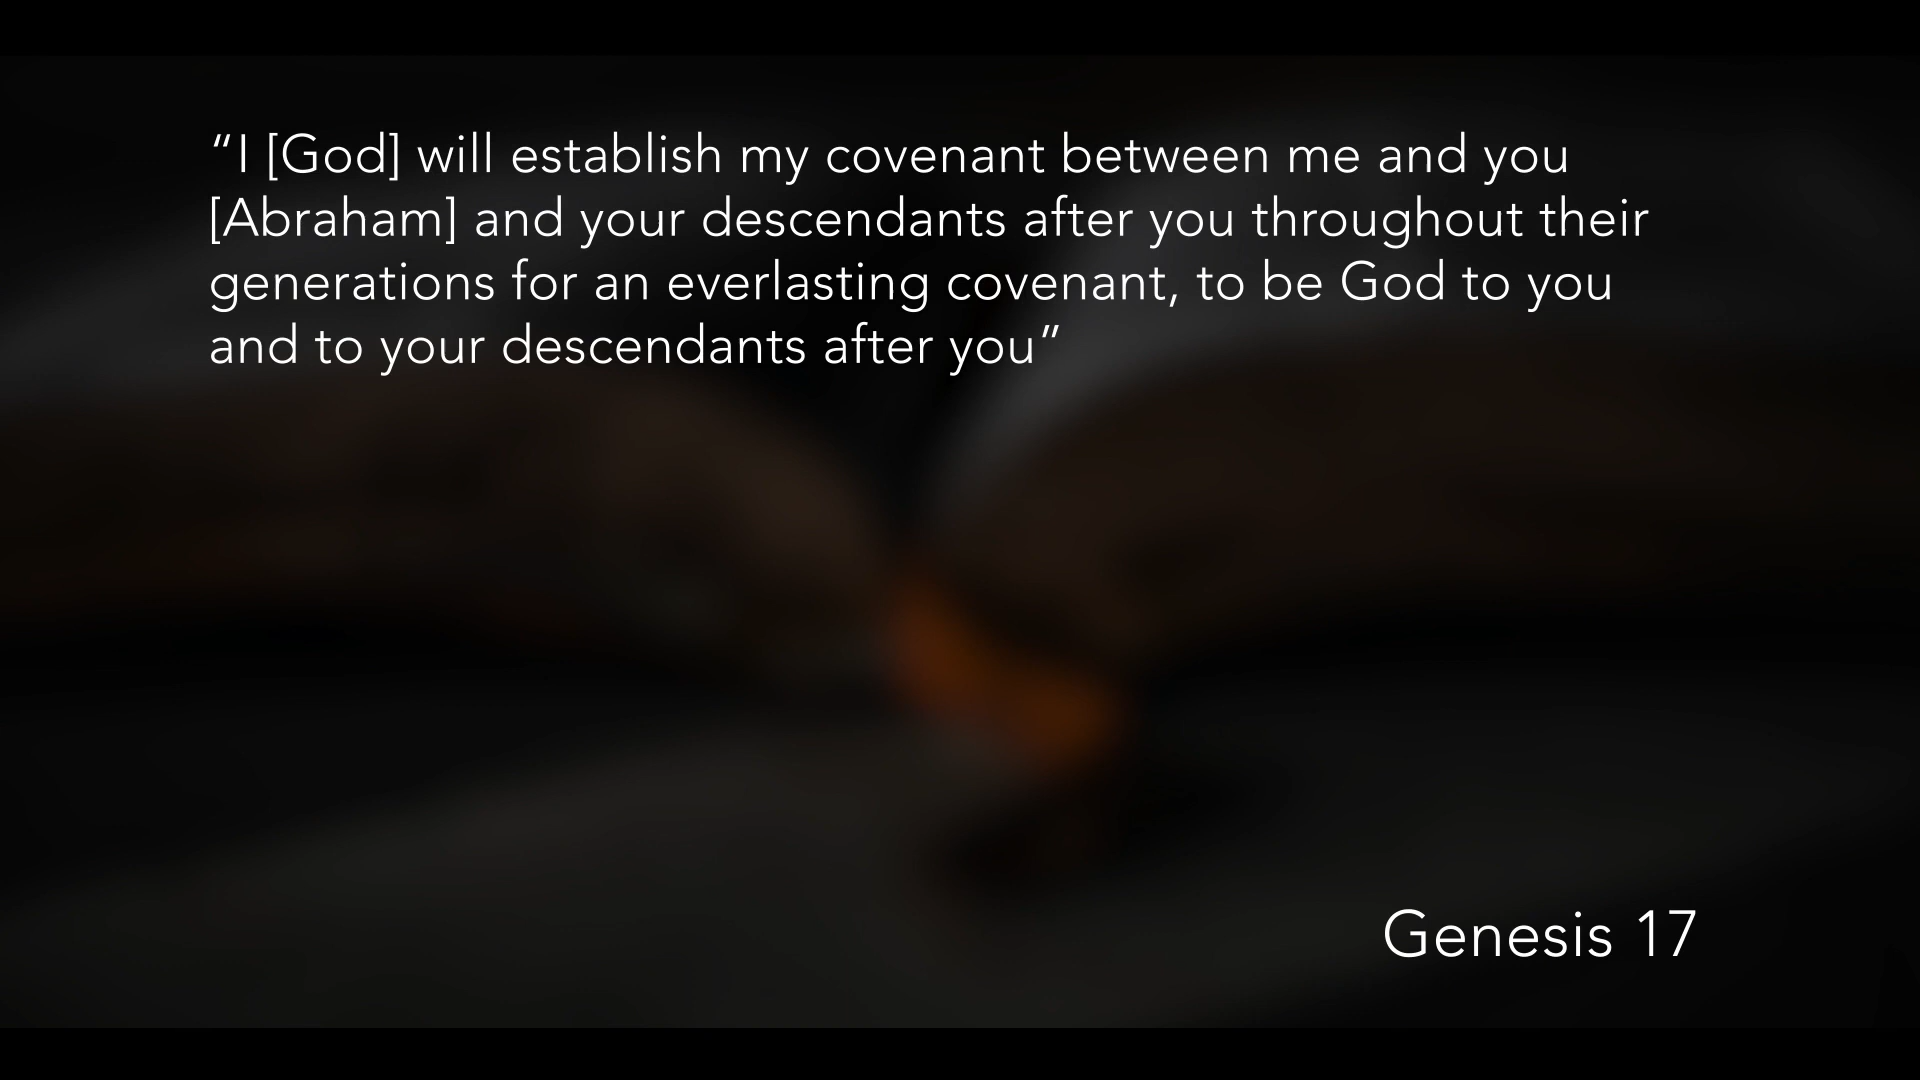 “I [God] will establish my covenant between me and you
[Abraham] and your descendants after you throughout their
generations for an everlasting covenant, to be God to you
and to your descendants after you”
Genesis 17